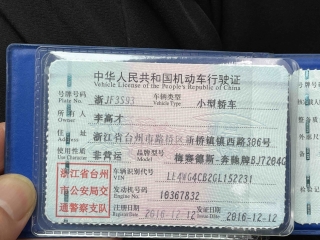 中华人民共和国机动车行驶证
Vehicle License of the People's Republic of China
号牌号码 浙JF3593 车辆类型 小型轿车
Plate No. Vehicle Type
所有人 李高才
Owner
住址 浙江省台州市路桥区新桥镇镇西路306号
Address
使用性质 非营运 品牌型号 梅赛德斯-奔驰牌BJ7204G
Model
浙江省台州市公安局交通警察支队
车辆识别代号
VIN
发动机号码 18367832
Engine No.
注册日期 2016-12-12 发证日期 2016-12-12